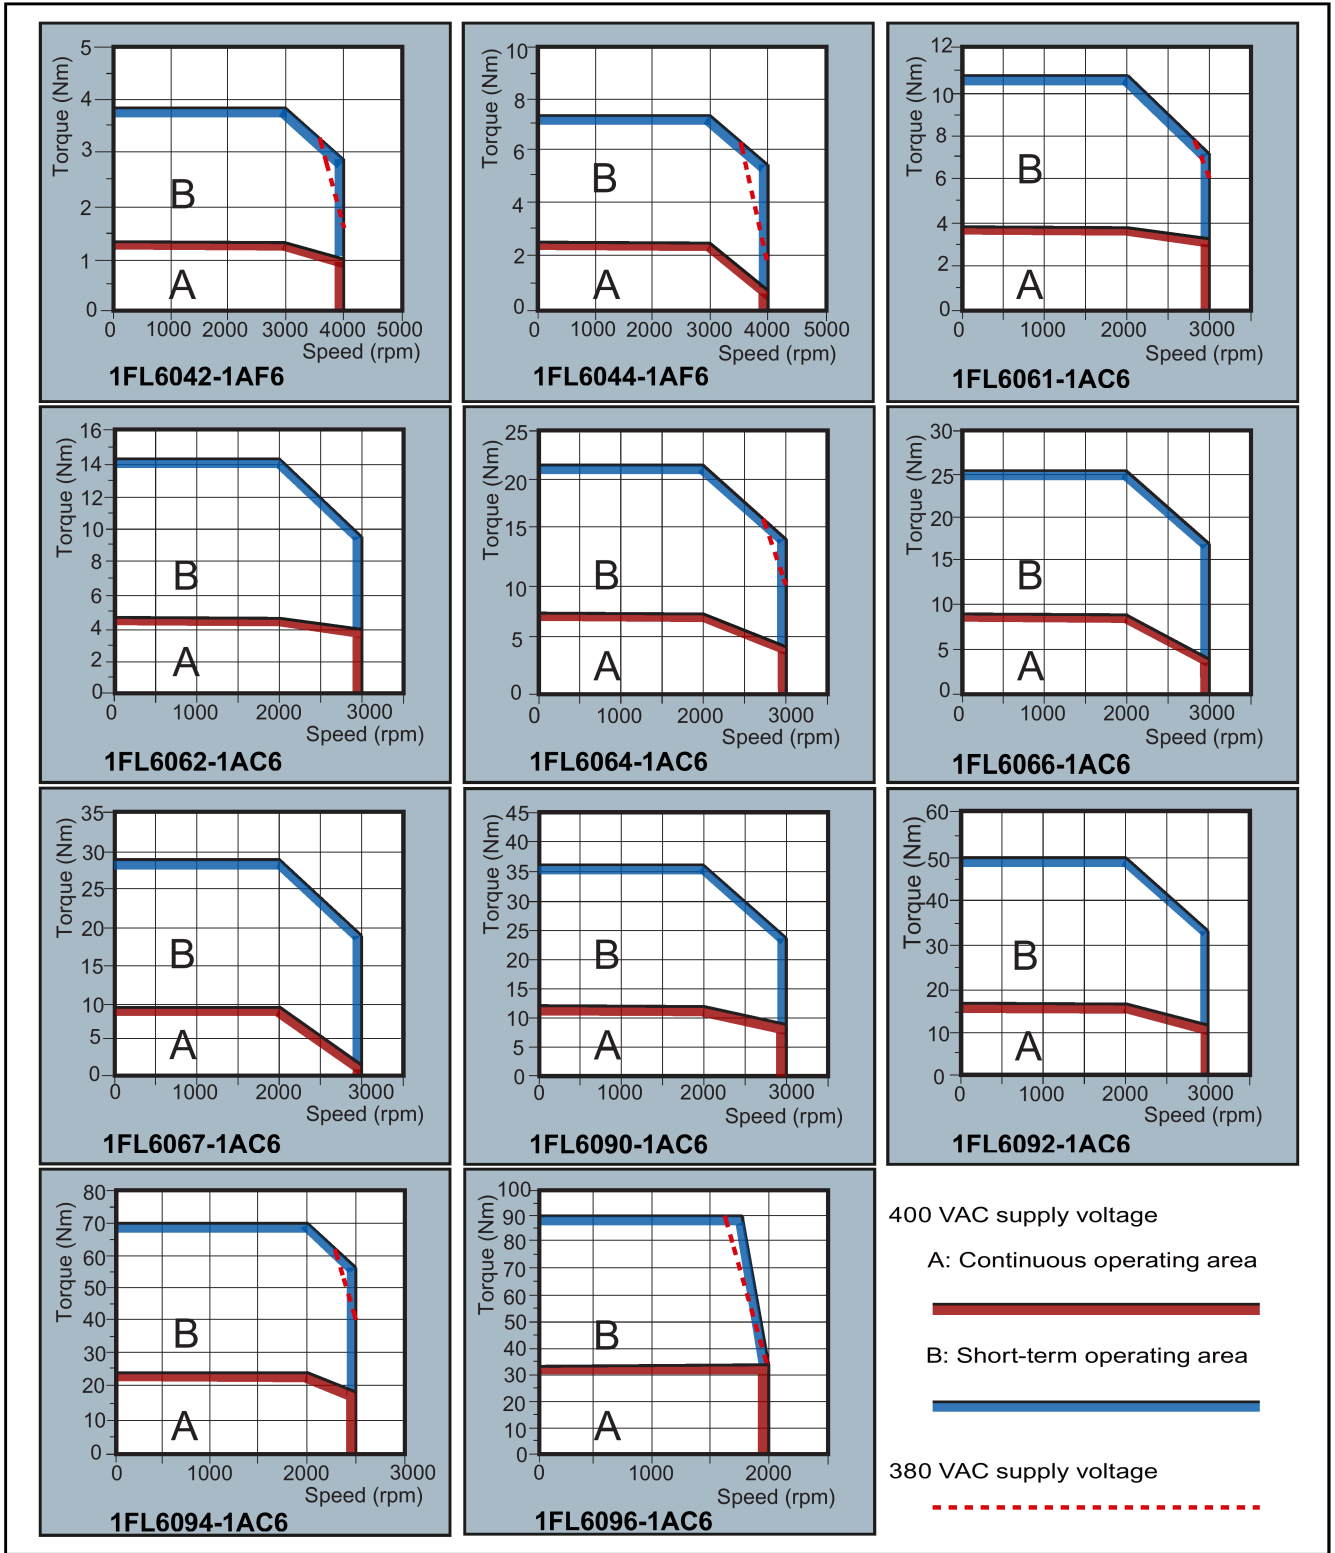 5
4
3
2
1
0
Torque (Nm)
B
A
0 1000 2000 3000 4000 5000
Speed (rpm)
1FL6042-1AF6
10
8
6
4
2
0
Torque (Nm)
B
A
0 1000 2000 3000 4000 5000
Speed (rpm)
1FL6044-1AF6
12
10
8
6
4
2
0
Torque (Nm)
B
A
0 1000 2000 3000
Speed (rpm)
1FL6061-1AC6
16
14
12
10
8
6
4
2
0
Torque (Nm)
B
A
0 1000 2000 3000
Speed (rpm)
1FL6062-1AC6
25
20
15
10
5
0
Torque (Nm)
B
A
0 1000 2000 3000
Speed (rpm)
1FL6064-1AC6
30
25
20
15
10
5
0
Torque (Nm)
B
A
0 1000 2000 3000
Speed (rpm)
1FL6066-1AC6
35
30
25
20
15
10
5
0
Torque (Nm)
B
A
0 1000 2000 3000
Speed (rpm)
1FL6067-1AC6
45
40
35
30
25
20
15
10
5
0
Torque (Nm)
B
A
0 1000 2000 3000
Speed (rpm)
1FL6090-1AC6
60
50
40
30
20
10
0
Torque (Nm)
B
A
0 1000 2000 3000
Speed (rpm)
1FL6092-1AC6
80
70
60
50
40
30
20
10
0
Torque (Nm)
B
A
0 1000 2000 3000
Speed (rpm)
1FL6094-1AC6
100
90
80
70
60
50
40
30
20
10
0
Torque (Nm)
B
A
0 1000 2000
Speed (rpm)
1FL6096-1AC6
400 VAC supply voltage
A: Continuous operating area
B: Short-term operating area
380 VAC supply voltage